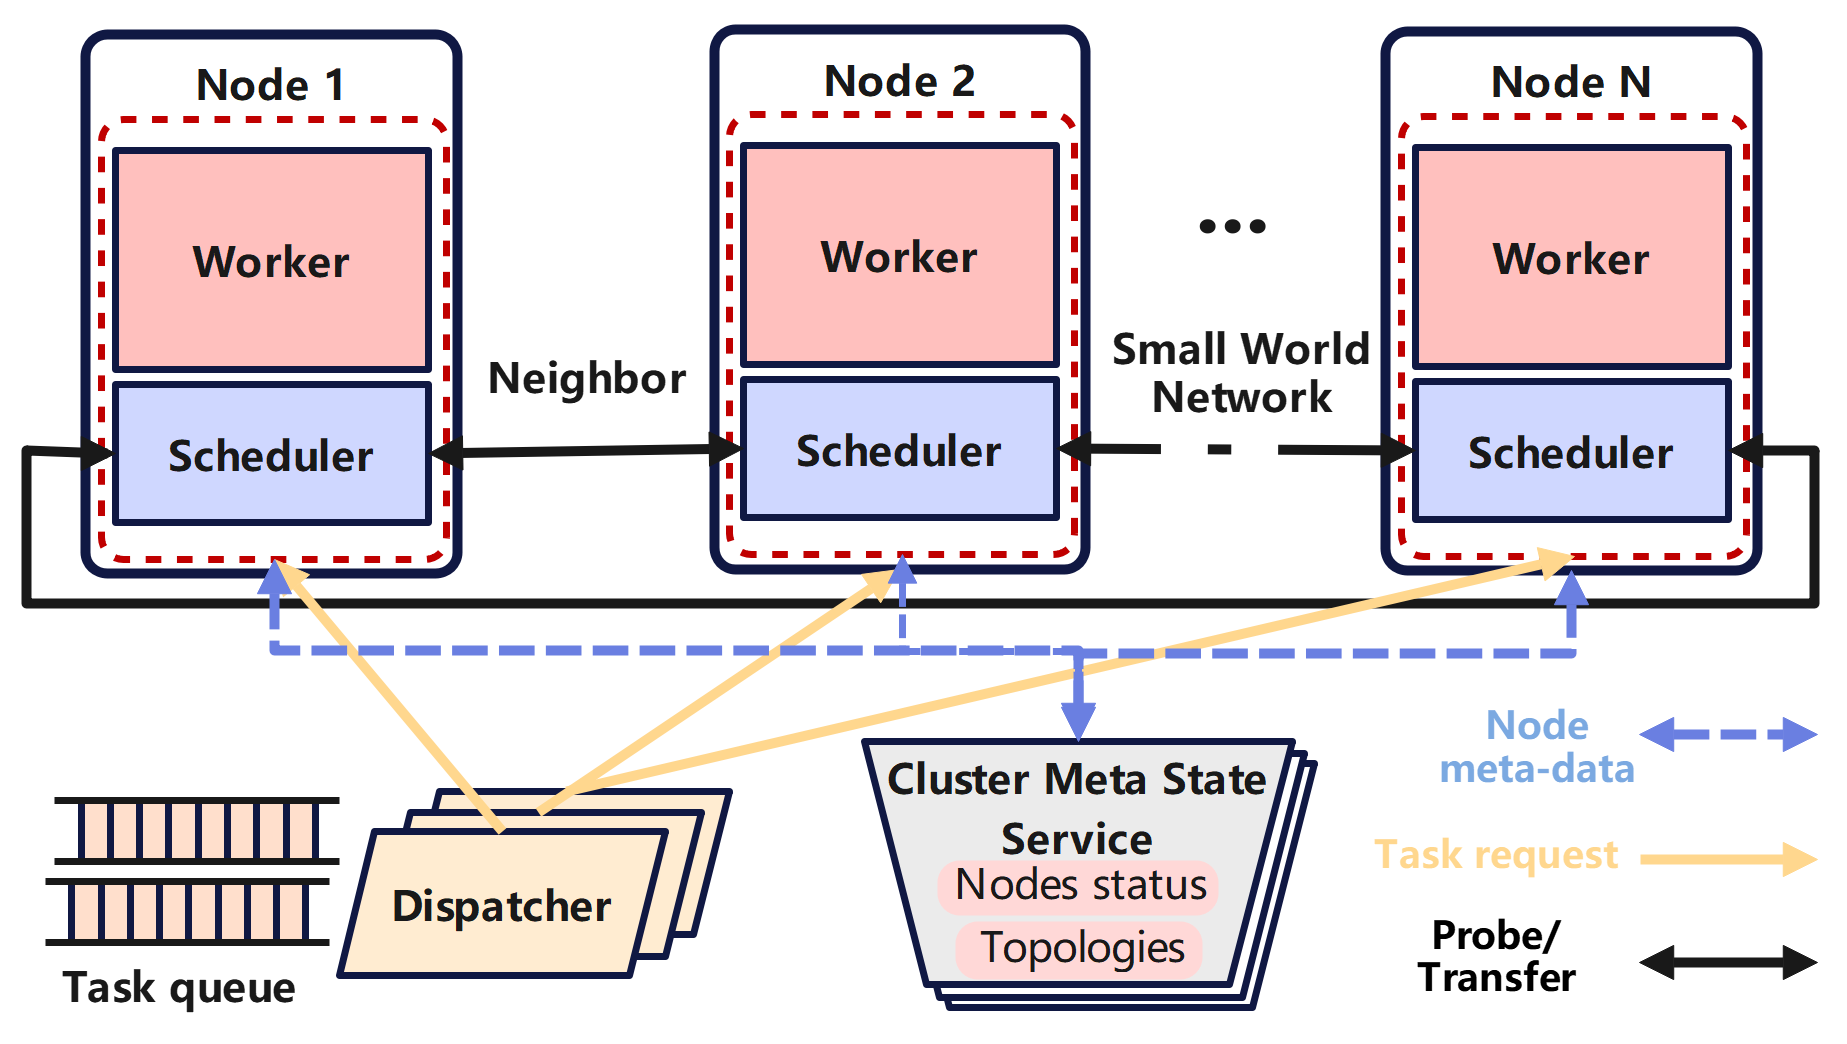 Node 1
Node 2
Node N
Worker
Worker
Worker
...
Small World
Network
Neighbor
Scheduler
Scheduler
Scheduler
Node
meta-data
Cluster Meta State
Service
Nodes status
Topologies
Task request
Dispatcher
Probe/
Transfer
Task queue